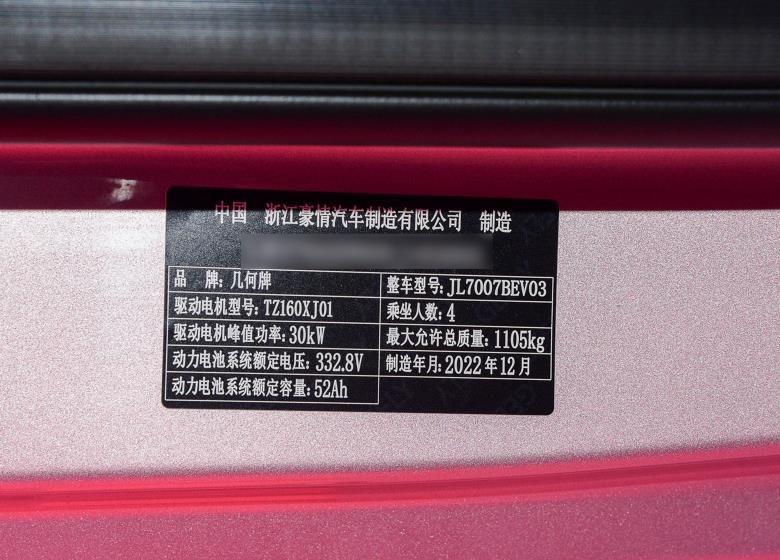 中国 浙江豪情汽车制造有限公司 制造
品 牌:几何牌
整车型号:JL7007BEV03
驱动电机型号:TZ160XJ01
乘坐人数:4
驱动电机峰值功率:30kW
最大允许总质量:1105kg
动力电池系统额定电压:332.8V
制造年月:2022年12月
动力电池系统额定容量:52Ah